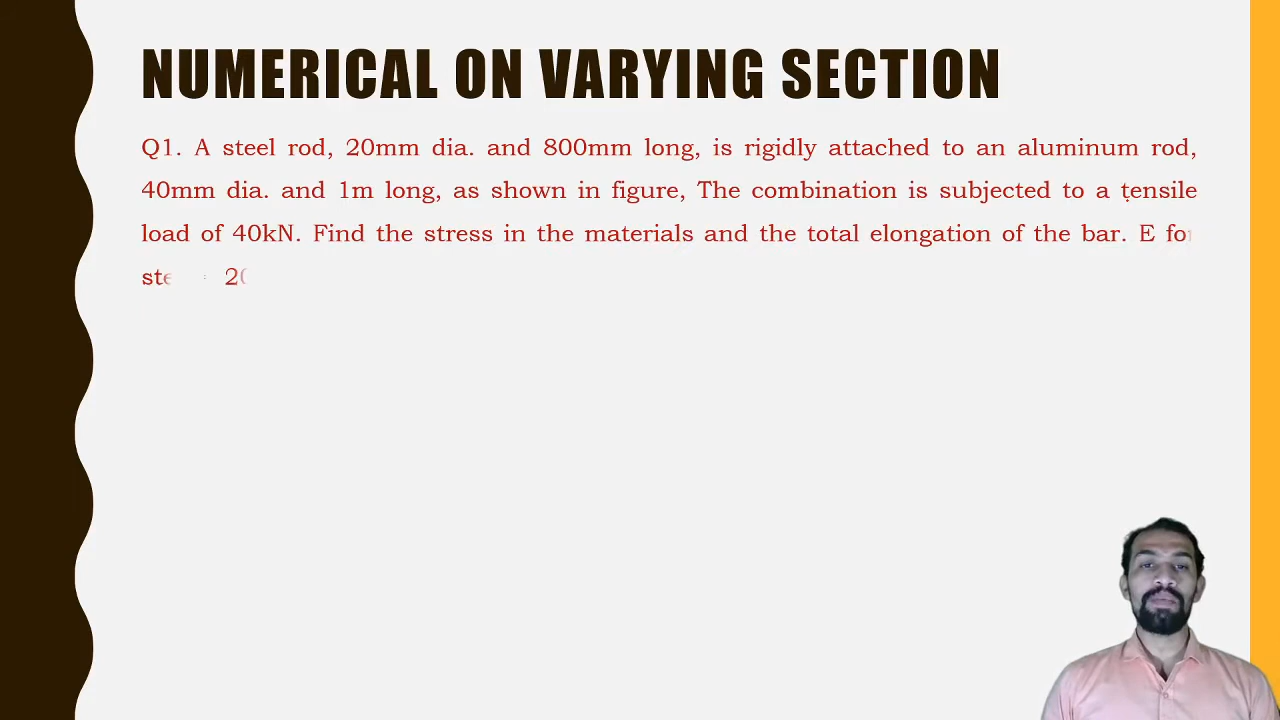 NUMERICAL ON VARYING SECTION
Q1. A steel rod, 20mm dia. and 800mm long, is rigidly attached to an aluminum rod,
40mm dia. and 1m long, as shown in figure, The combination is subjected to a tensile
load of 40kN. Find the stress in the materials and the total elongation of the bar. E